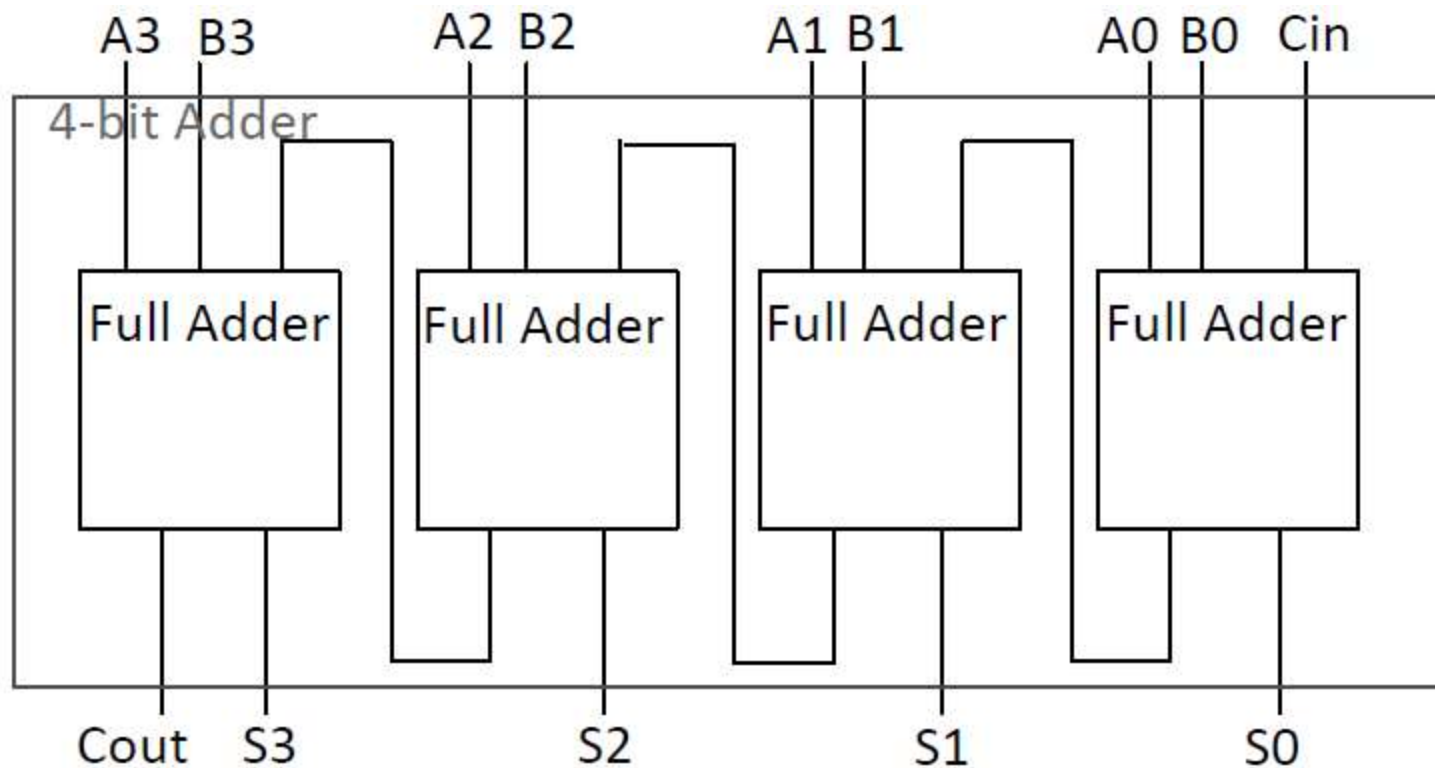 A3 B3 A2 B2 A1 B1 A0 B0 Cin
4-bit Adder
Full Adder Full Adder Full Adder Full Adder
Cout S3 S2 S1 S0